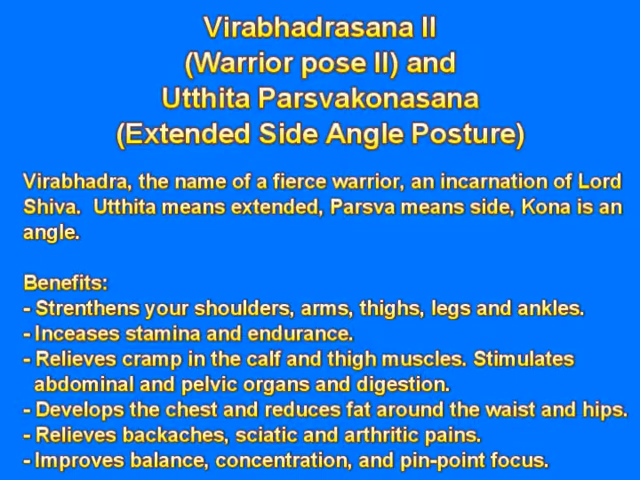 Virabhadrasana II
(Warrior pose II) and
Utthita Parsvakonasana
(Extended Side Angle Posture)
Virabhadra, the name of a fierce warrior, an incarnation of Lord
Shiva.  Utthita means extended, Parsva means side, Kona is an
angle.
Benefits:
- Strenthens your shoulders, arms, thighs, legs and ankles.
- Inceases stamina and endurance.
- Relieves cramp in the calf and thigh muscles. Stimulates
abdominal and pelvic organs and digestion.
- Develops the chest and reduces fat around the waist and hips.
- Relieves backaches, sciatic and arthritic pains.
- Improves balance, concentration, and pin-point focus.